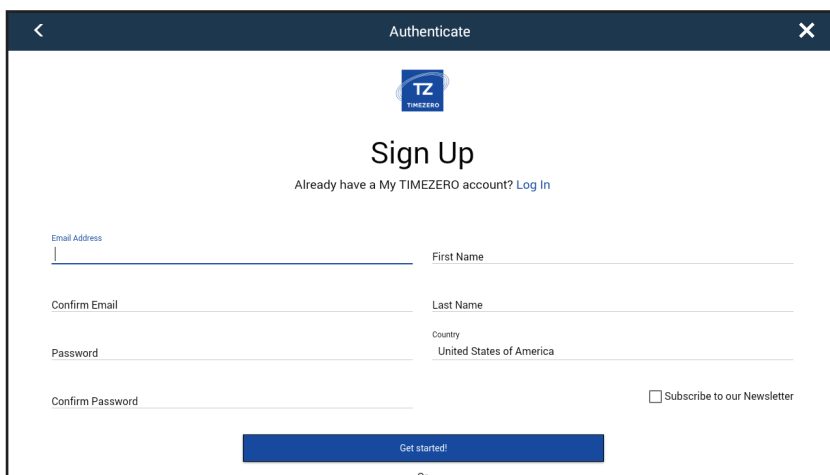 Authenticate
TZ
TIMEZERO
Sign Up
Already have a My TIMEZERO account? Log In
Email Address
First Name
Confirm Email
Last Name
Country
Password
United States of America
Confirm Password
Subscribe to our Newsletter
Get started!